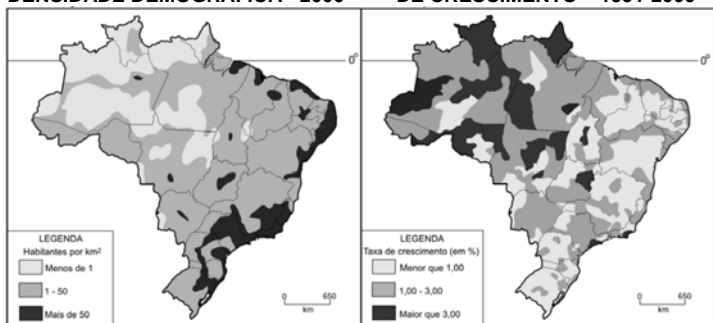 DENSIDADE DEMOGRÁFICA - 2000
DE CRESCIMENTO - 1991-2000
0°
LEGENDA
Habitantes por km²
Menos de 1
1 - 50
Mais de 50
0 650
km
0°
LEGENDA
Taxa de crescimento (em %)
Menor que 1,00
1,00 - 3,00
Maior que 3,00
0 650
km